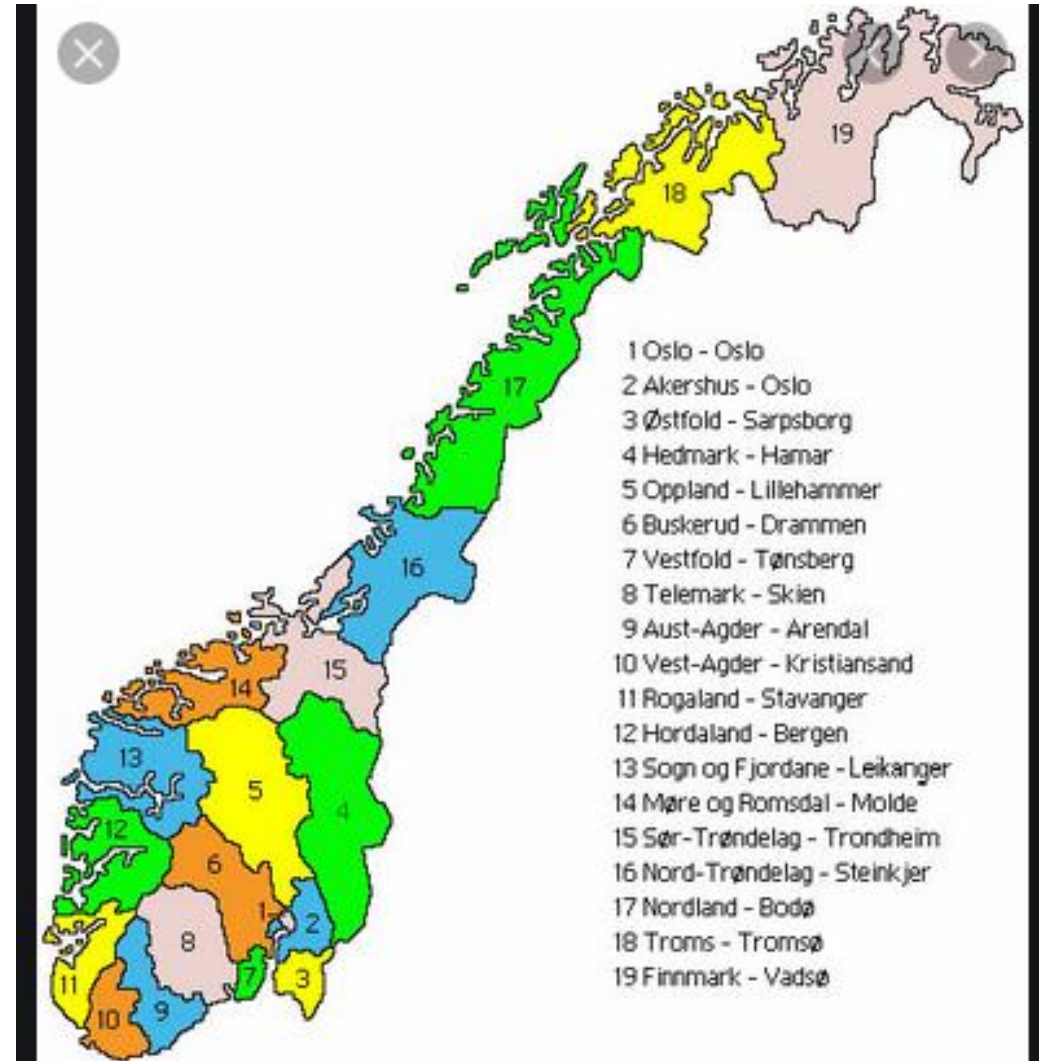 19
18
17
16
15
14
13
5
4
12
6
1
2
8
7
3
11
10
9
1 Oslo - Oslo
2 Akershus - Oslo
3 Østfold - Sarpsborg
4 Hedmark - Hamar
5 Oppland - Lillehammer
6 Buskerud - Drammen
7 Vestfold - Tønsberg
8 Telemark - Skien
9 Aust-Agder - Arendal
10 Vest-Agder - Kristiansand
11 Rogaland - Stavanger
12 Hordaland - Bergen
13 Sogn og Fjordane - Leikanger
14 Møre og Romsdal - Molde
15 Sør-Trøndelag - Trondheim
16 Nord-Trøndelag - Steinkjer
17 Nordland - Bodø
18 Troms - Tromsø
19 Finnmark - Vadsø